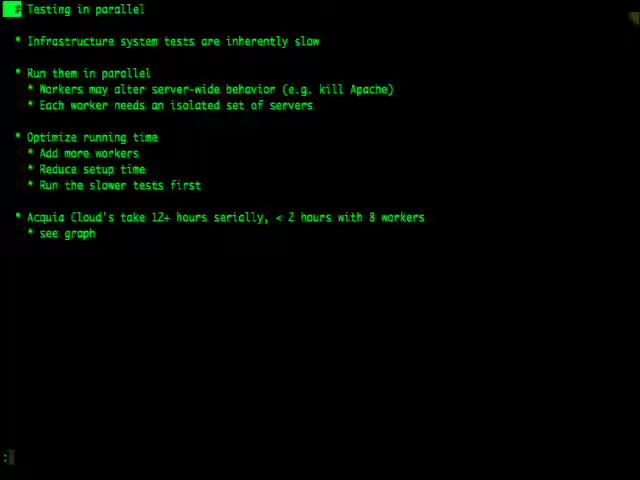 # Testing in parallel
* Infrastructure system tests are inherently slow
* Run them in parallel
* Workers may alter server-wide behavior (e.g. kill Apache)
* Each worker needs an isolated set of servers
* Optimize running time
* Add more workers
* Reduce setup time
* Run the slower tests first
* Acquia Cloud's take 12+ hours serially, < 2 hours with 8 workers
* see graph
: